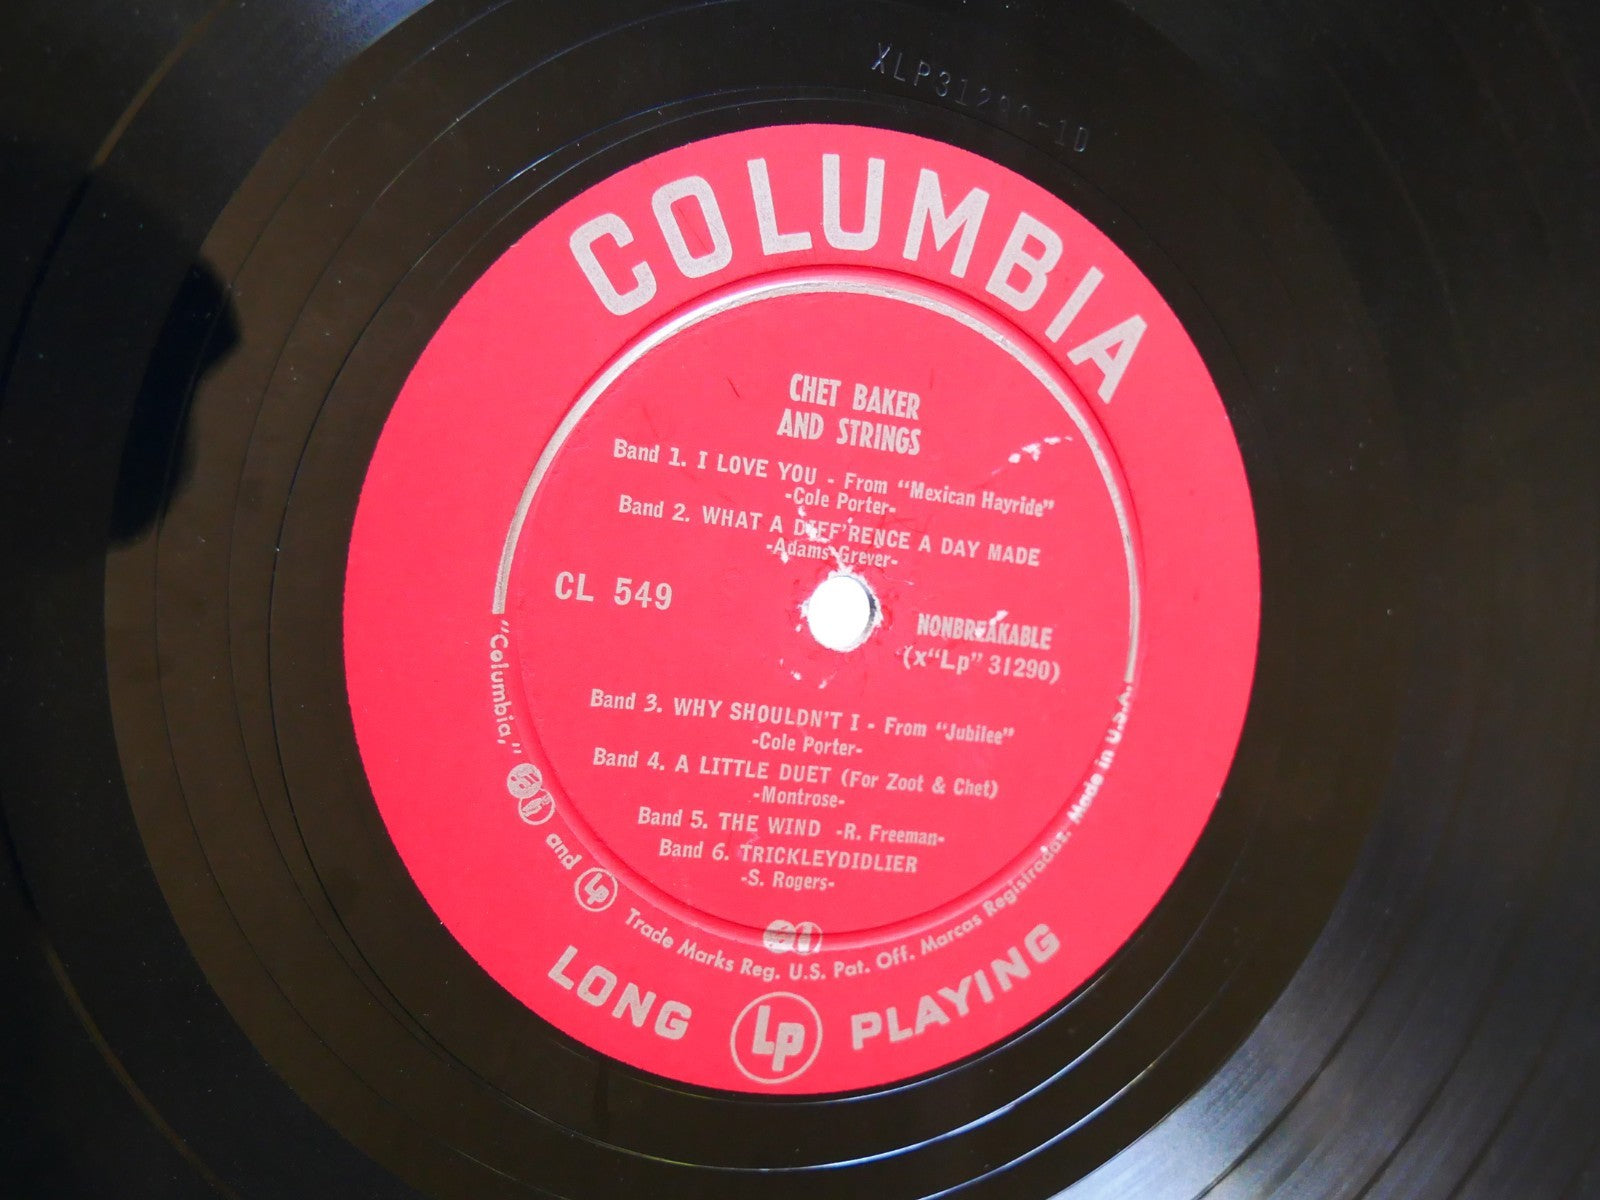 XLP31290-1D
COLUMBIA
CHET BAKER
AND STRINGS
Band 1. I LOVE YOU - From "Mexican Hayride"
-Cole Porter-
Band 2. WHAT A DIFF'RENCE A DAY MADE
-Adams-Grever-
CL 549
NONBREAKABLE
(x"Lp" 31290)
Band 3. WHY SHOULDN'T I - From "Jubilee"
-Cole Porter-
Band 4. A LITTLE DUET (For Zoot & Chet)
-Montrose-
Band 5. THE WIND -R. Freeman-
Band 6. TRICKLEYDIDLIER
-S. Rogers-
"Columbia," and Lp Trade Marks Reg. U.S. Pat. Off. Marcas Registradas. Made in U.S.A.
LONG Lp PLAYING